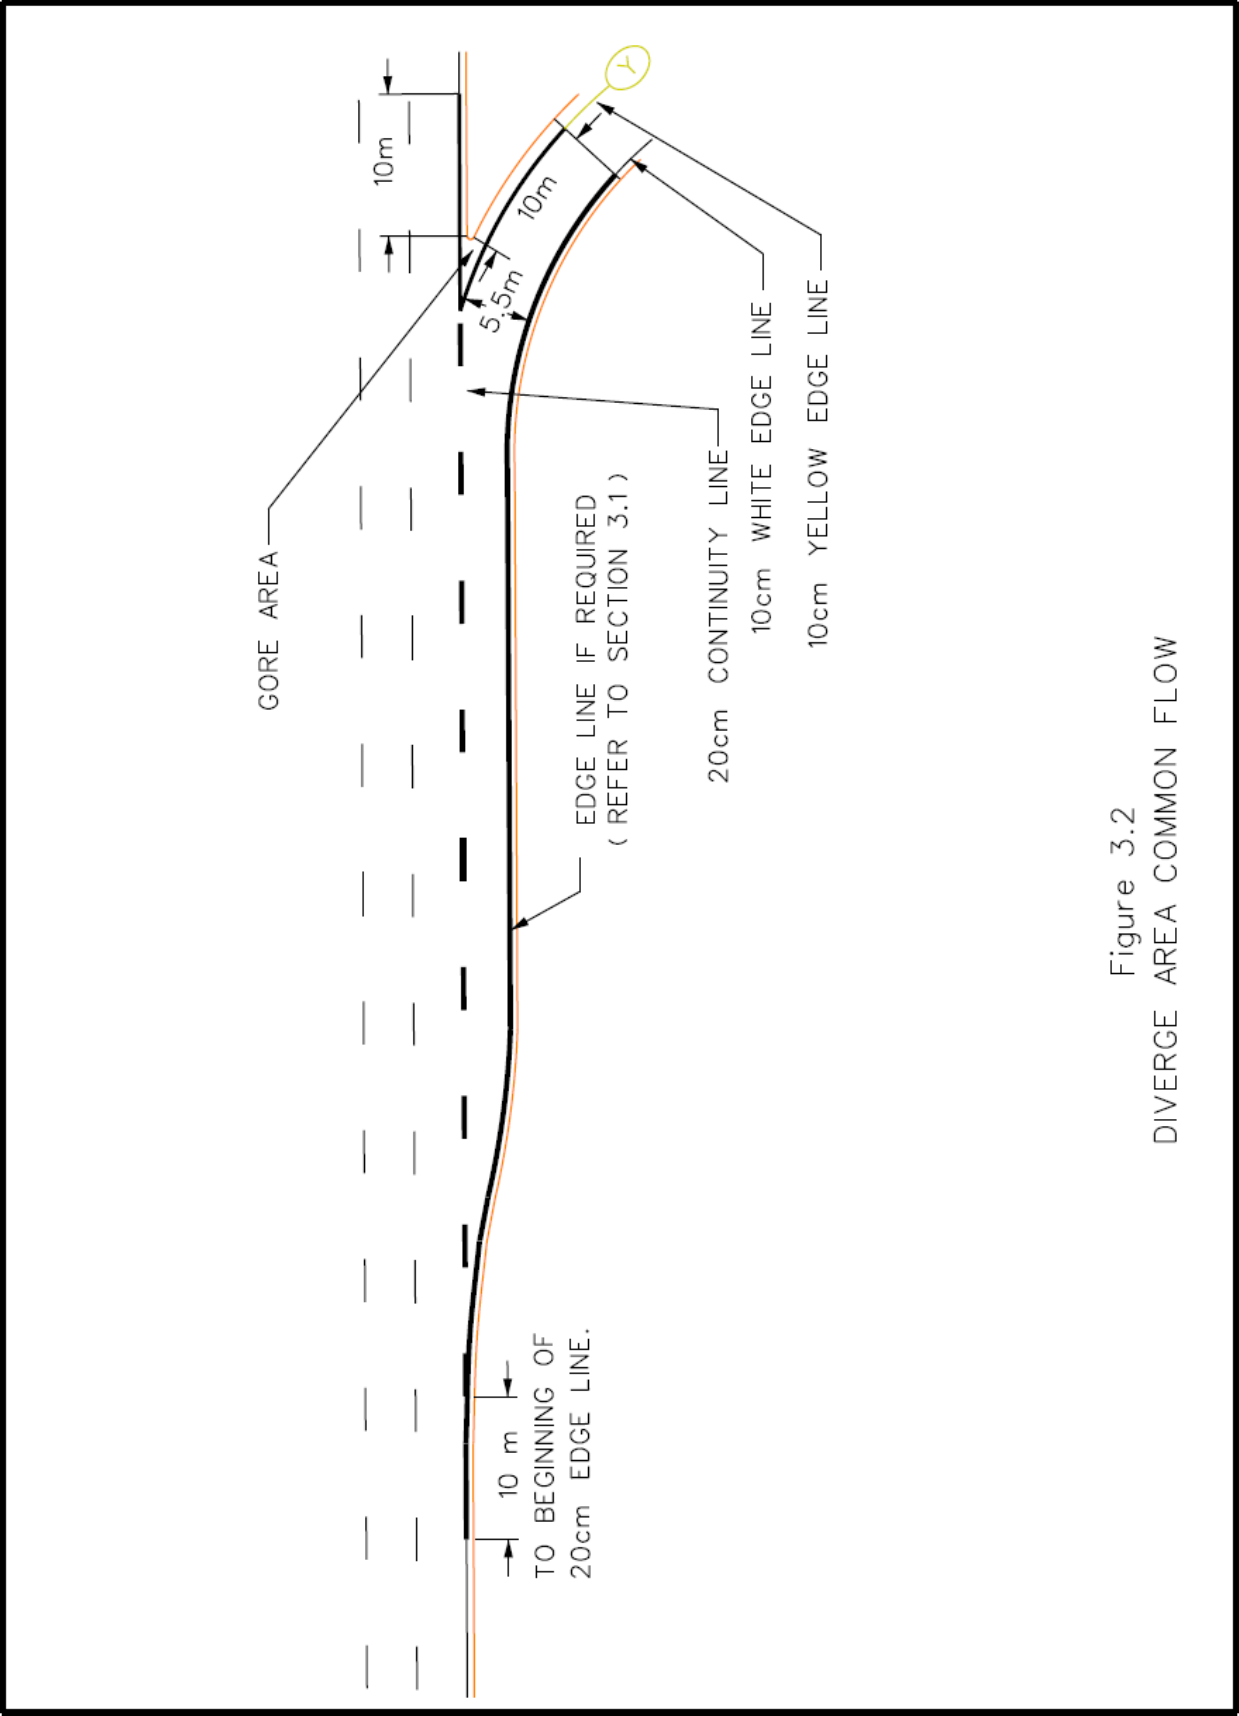 GORE AREA
10m
10m
5.5m
Y
EDGE LINE IF REQUIRED
( REFER TO SECTION 3.1 )
20cm CONTINUITY LINE
10cm WHITE EDGE LINE
10cm YELLOW EDGE LINE
10 m
TO BEGINNING OF
20cm EDGE LINE.
Figure 3.2
DIVERGE AREA COMMON FLOW